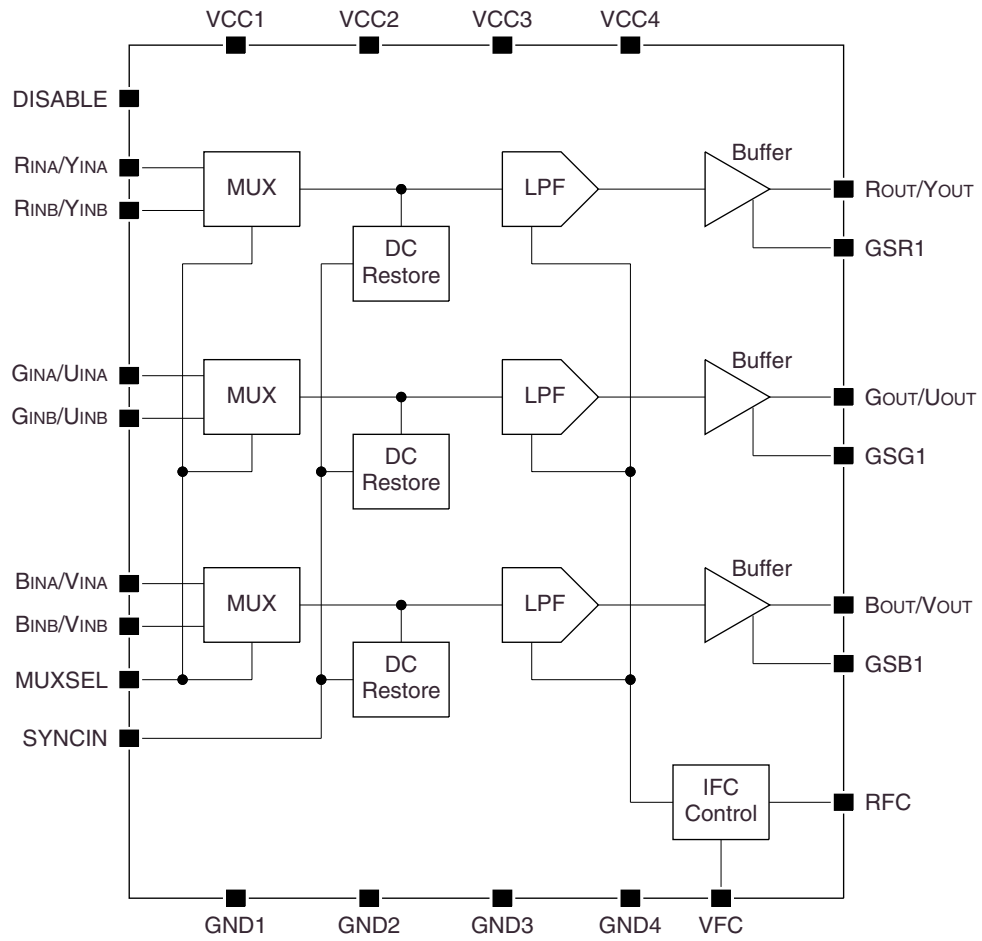 VCC1 VCC2 VCC3 VCC4
DISABLE
RINA/YINA
RINB/YINB
MUX
DC
Restore
LPF
Buffer
ROUT/YOUT
GSR1
GINA/UINA
GINB/UINB
MUX
DC
Restore
LPF
Buffer
GOUT/UOUT
GSG1
BINA/VINA
BINB/VINB
MUXSEL
SYNCIN
MUX
DC
Restore
LPF
Buffer
BOUT/VOUT
GSB1
IFC
Control
RFC
GND1 GND2 GND3 GND4 VFC